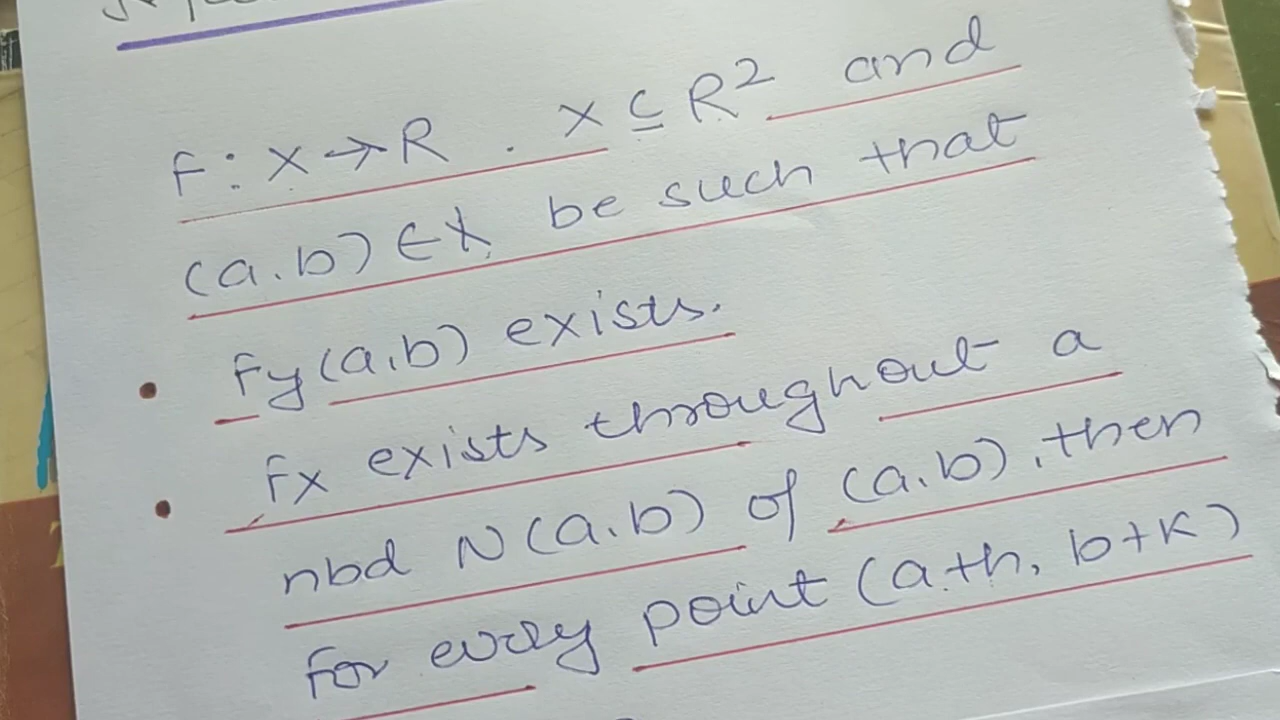 F: X→R . X ⊆ R² and
(a.b) ∈ X be such that
• Fy(a,b) exists.
• Fx exists throughout a
nbd N(a.b) of (a.b), then
For every point (a+h, b+K)